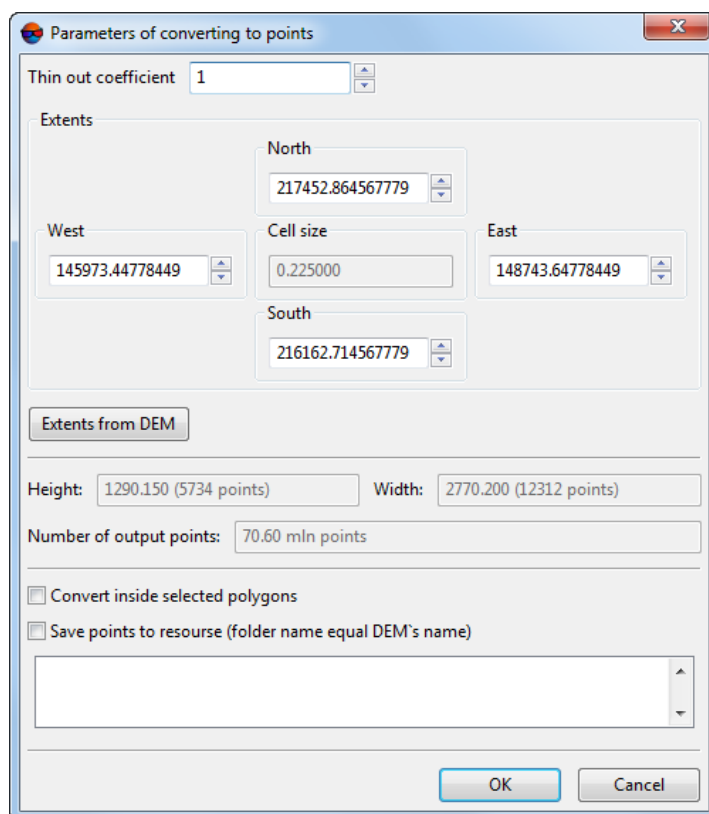 Parameters of converting to points
Thin out coefficient 1
Extents
North
217452.864567779
West Cell size East
145973.44778449 0.225000 148743.64778449
South
216162.714567779
Extents from DEM
Height: 1290.150 (5734 points) Width: 2770.200 (12312 points)
Number of output points: 70.60 mln points
Convert inside selected polygons
Save points to resourse (folder name equal DEM`s name)
OK Cancel